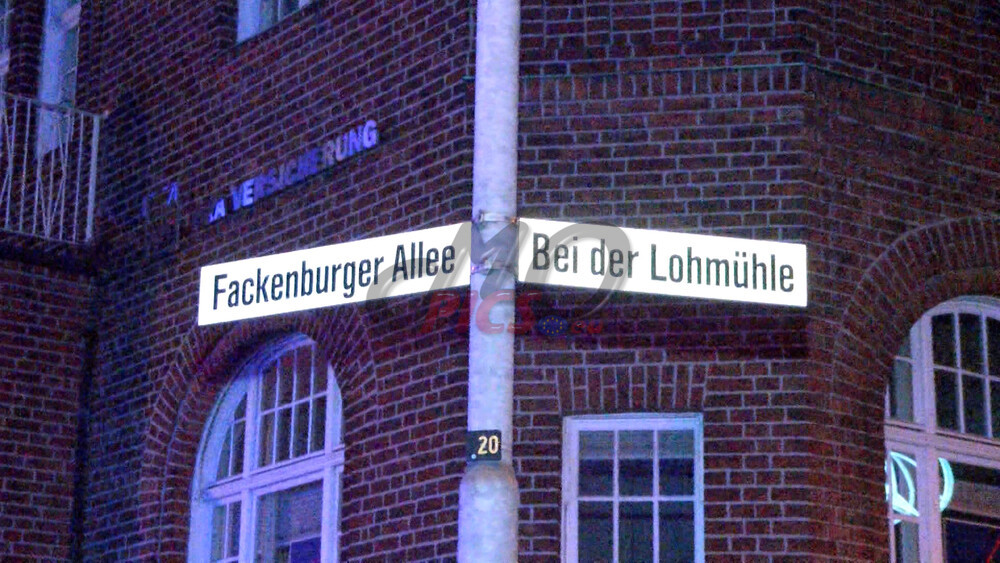 VERSICHERUNG
Fackenburger Allee
Bei der Lohmühle
PICS
20